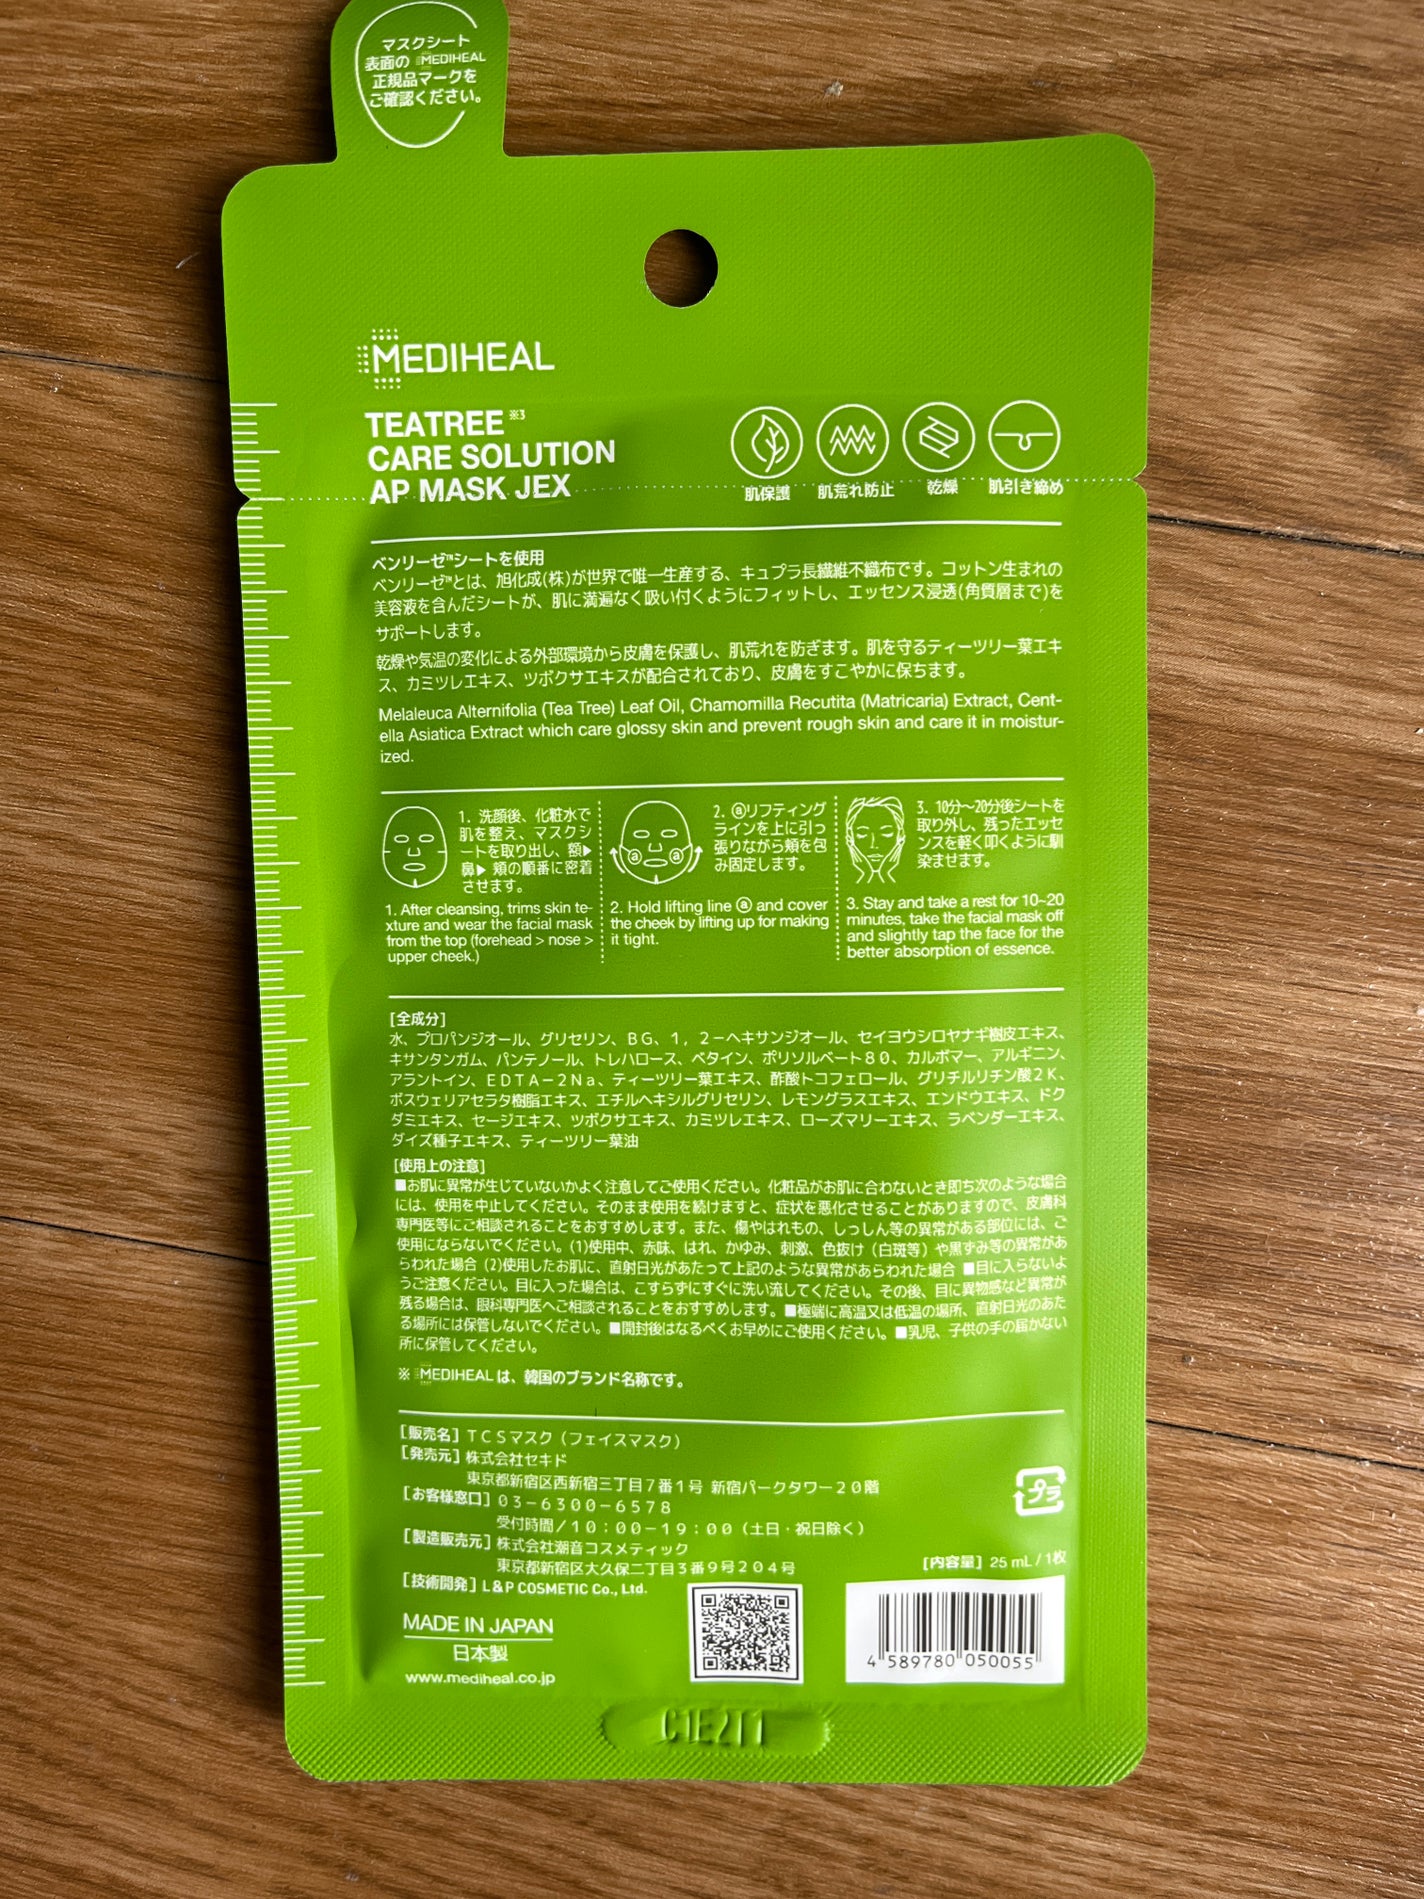 マスクシート
表面の MEDIHEAL
正規品マークを
ご確認ください。
MEDIHEAL
TEATREE ※3
CARE SOLUTION
AP MASK JEX
肌保護 肌荒れ防止 乾燥 肌引き締め
ベンリーゼ™シートを使用
ベンリーゼ™とは、旭化成(株)が世界で唯一生産する、キュプラ長繊維不織布です。コットン生まれの
美容液を含んだシートが、肌に満遍なく吸い付くようにフィットし、エッセンス浸透(角質層まで)を
サポートします。
乾燥や気温の変化による外部環境から皮膚を保護し、肌荒れを防ぎます。肌を守るティーツリー葉エキ
ス、カミツレエキス、ツボクサエキスが配合されており、皮膚をすこやかに保ちます。
Melaleuca Alternifolia (Tea Tree) Leaf Oil, Chamomilla Recutita (Matricaria) Extract, Cent-
ella Asiatica Extract which care glossy skin and prevent rough skin and care it in moistur-
ized.
1. 洗顔後、化粧水で
肌を整え、マスクシ
ートを取り出し、額▶
鼻▶ 頬の順番に密着
させます。
1. After cleansing, trims skin te-
xture and wear the facial mask
from the top (forehead > nose >
upper cheek.)
ⓐ ⓐ
2. ⓐリフティング
ラインを上に引っ
張りながら頬を包
み固定します。
2. Hold lifting line ⓐ and cover
the cheek by lifting up for making
it tight.
3. 10分～20分後シートを
取り外し、残ったエッセ
ンスを軽く叩くように馴
染ませます。
3. Stay and take a rest for 10~20
minutes, take the facial mask off
and slightly tap the face for the
better absorption of essence.
[全成分]
水、プロパンジオール、グリセリン、ＢＧ、１，２－ヘキサンジオール、セイヨウシロヤナギ樹皮エキス、
キサンタンガム、パンテノール、トレハロース、ベタイン、ポリソルベート８０、カルボマー、アルギニン、
アラントイン、ＥＤＴＡ－２Ｎａ、ティーツリー葉エキス、酢酸トコフェロール、グリチルリチン酸２Ｋ、
ボスウェリアセラタ樹脂エキス、エチルヘキシルグリセリン、レモングラスエキス、エンドウエキス、ドク
ダミエキス、セージエキス、ツボクサエキス、カミツレエキス、ローズマリーエキス、ラベンダーエキス、
ダイズ種子エキス、ティーツリー葉油
[使用上の注意]
■お肌に異常が生じていないかよく注意してご使用ください。化粧品がお肌に合わないとき即ち次のような場合
には、使用を中止してください。そのまま使用を続けますと、症状を悪化させることがありますので、皮膚科
専門医等にご相談されることをおすすめします。また、傷やはれもの、しっしん等の異常がある部位には、ご
使用にならないでください。(1)使用中、赤味、はれ、かゆみ、刺激、色抜け（白斑等）や黒ずみ等の異常があ
らわれた場合 (2)使用したお肌に、直射日光があたって上記のような異常があらわれた場合 ■目に入らないよ
うご注意ください。目に入った場合は、こすらずにすぐに洗い流してください。その後、目に異物感など異常が
残る場合は、眼科専門医へご相談されることをおすすめします。■極端に高温又は低温の場所、直射日光のあた
る場所には保管しないでください。■開封後はなるべくお早めにご使用ください。■乳児、子供の手の届かない
所に保管してください。
※ MEDIHEAL は、韓国のブランド名称です。
[販売名] ＴＣＳマスク（フェイスマスク）
[発売元] 株式会社セキド
東京都新宿区西新宿三丁目７番１号 新宿パークタワー２０階
[お客様窓口] ０３－６３００－６５７８
受付時間／１０：００－１９：００（土日・祝日除く）
[製造販売元] 株式会社潮音コスメティック
東京都新宿区大久保二丁目３番９号２０４号
[技術開発] L&P COSMETIC Co., Ltd.
プラ
[内容量] 25 mL / 1枚
MADE IN JAPAN
日本製
www.mediheal.co.jp
4 589780 050055
C1E2T1